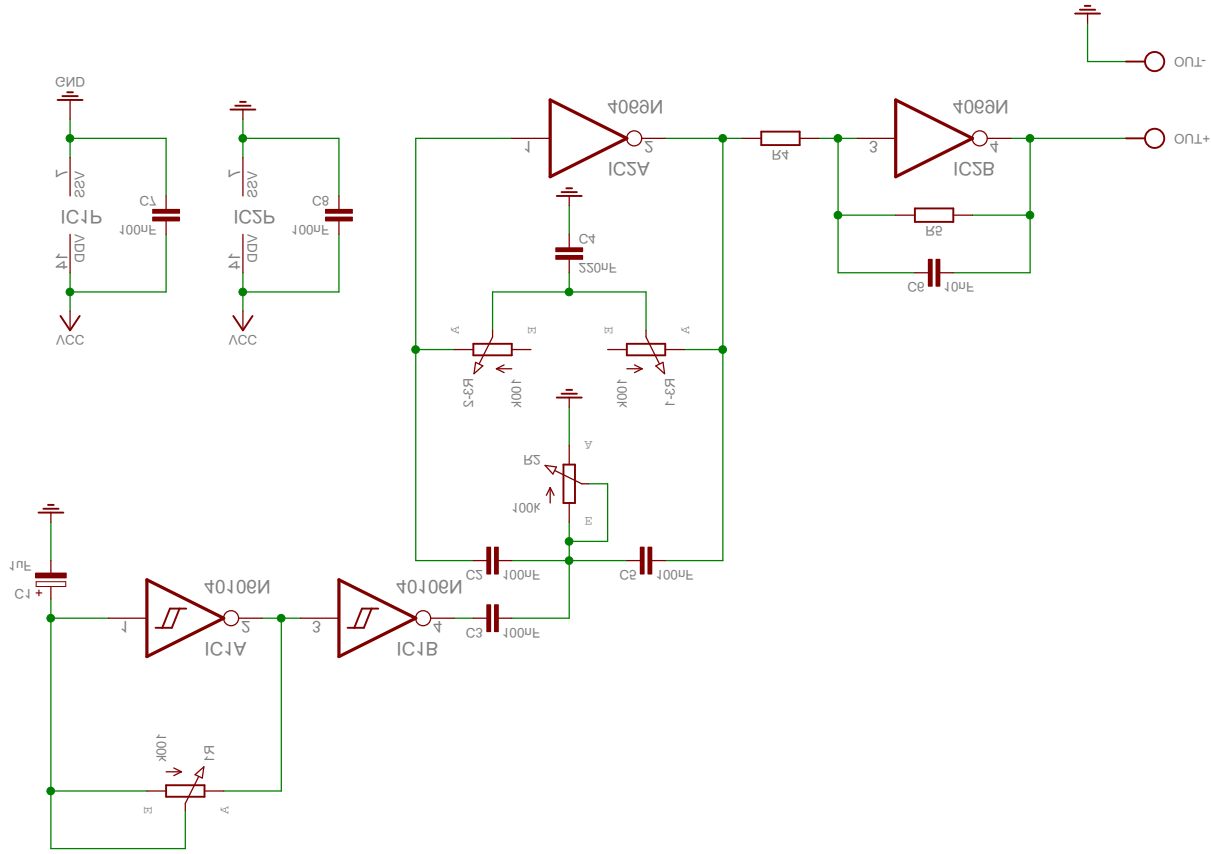 OUT-
GND
4069N
4069N
1
2
R4
3
4
OUT+
IC2A
IC2B
7
VSS
7
VSS
C7
C8
IC1P
IC2P
100nF
100nF
R5
C4
14
VDD
14
VDD
220nF
C6
10nF
VCC
VCC
A
E
E
A
R3-2
100k
100k
R3-1
A
R2
100k
E
1uF
C1
+
C2
100nF
C5
100nF
40106N
40106N
1
2
3
4
C3
100nF
IC1A
IC1B
100k
R1
E
A